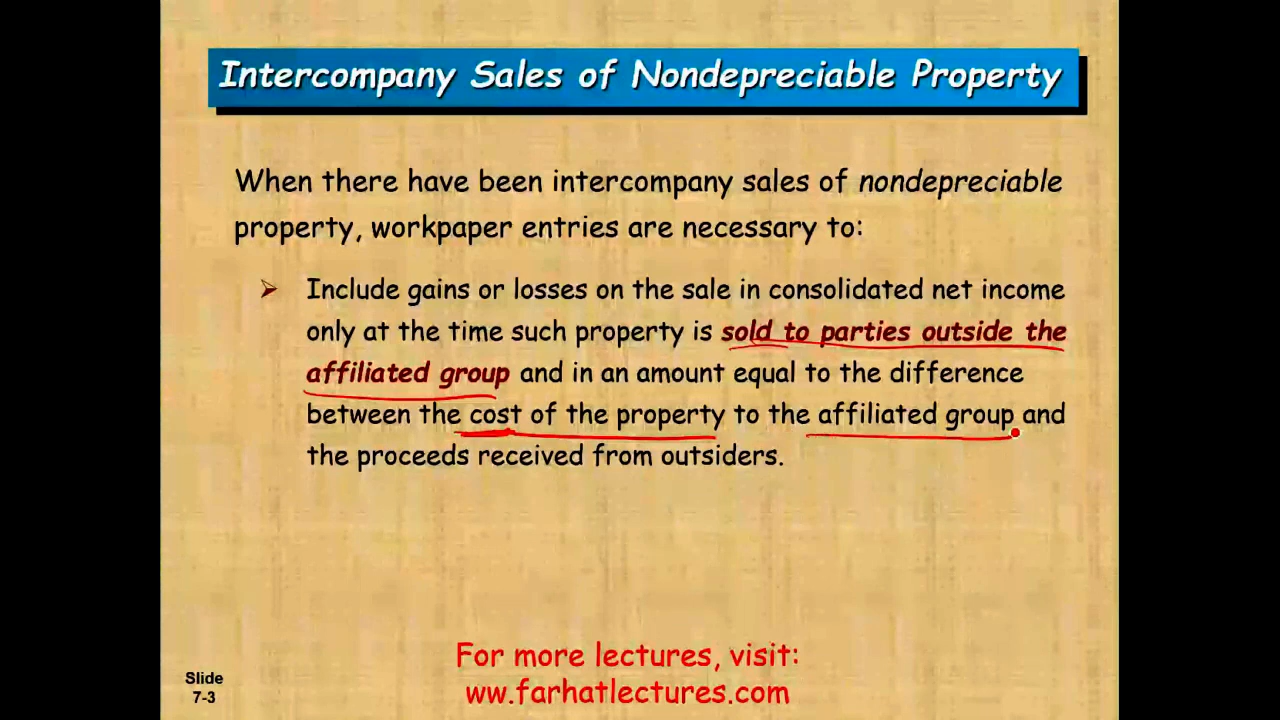 Intercompany Sales of Nondepreciable Property
When there have been intercompany sales of nondepreciable
property, workpaper entries are necessary to:
Include gains or losses on the sale in consolidated net income
only at the time such property is sold to parties outside the
affiliated group and in an amount equal to the difference
between the cost of the property to the affiliated group and
the proceeds received from outsiders.
For more lectures, visit:
ww.farhatlectures.com
Slide
7-3